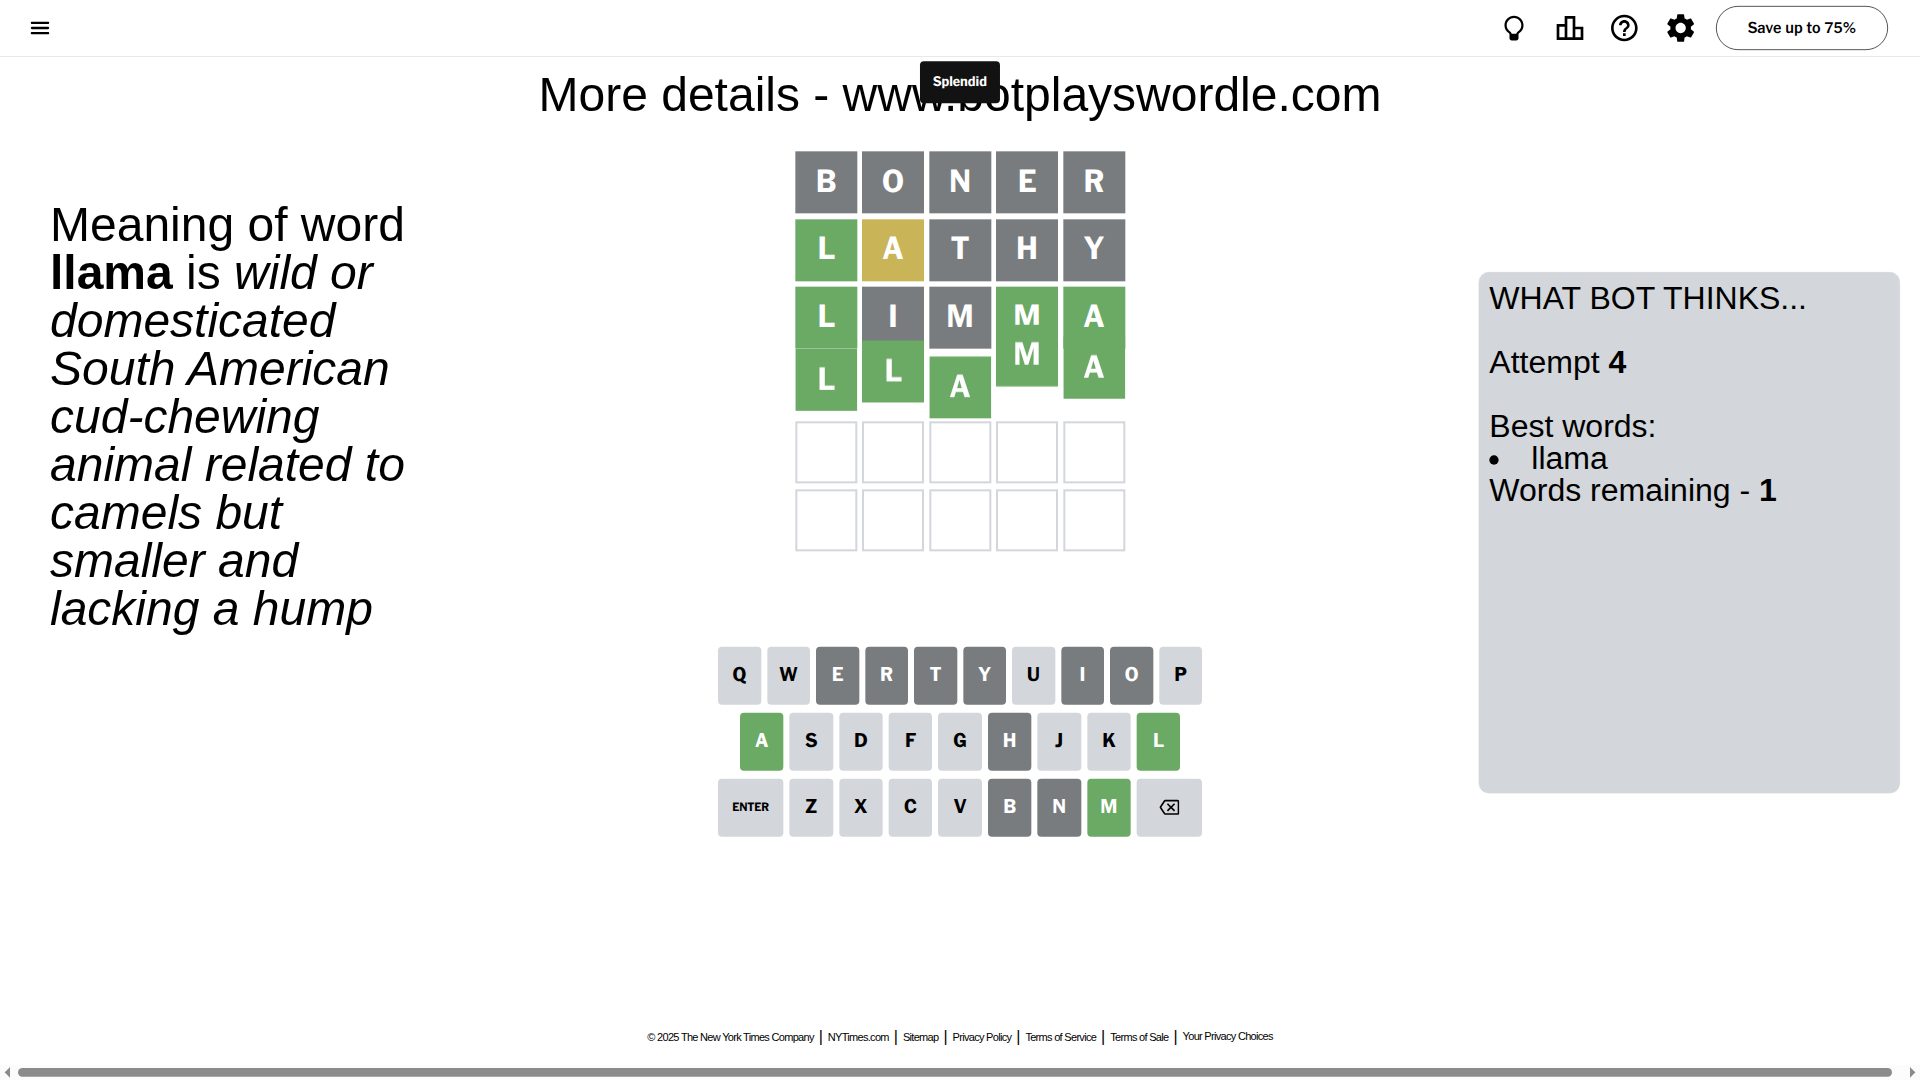 Save up to 75%
Splendid
More details - www.botplayswordle.com
Meaning of word
llama is wild or
domesticated
South American
cud-chewing
animal related to
camels but
smaller and
lacking a hump
B O N E R
L A T H Y
L I M M A
L L A M A
WHAT BOT THINKS...
Attempt 4
Best words:
• llama
Words remaining - 1
Q W E R T Y U I O P
A S D F G H J K L
ENTER Z X C V B N M
© 2025 The New York Times Company | NYTimes.com | Sitemap | Privacy Policy | Terms of Service | Terms of Sale | Your Privacy Choices